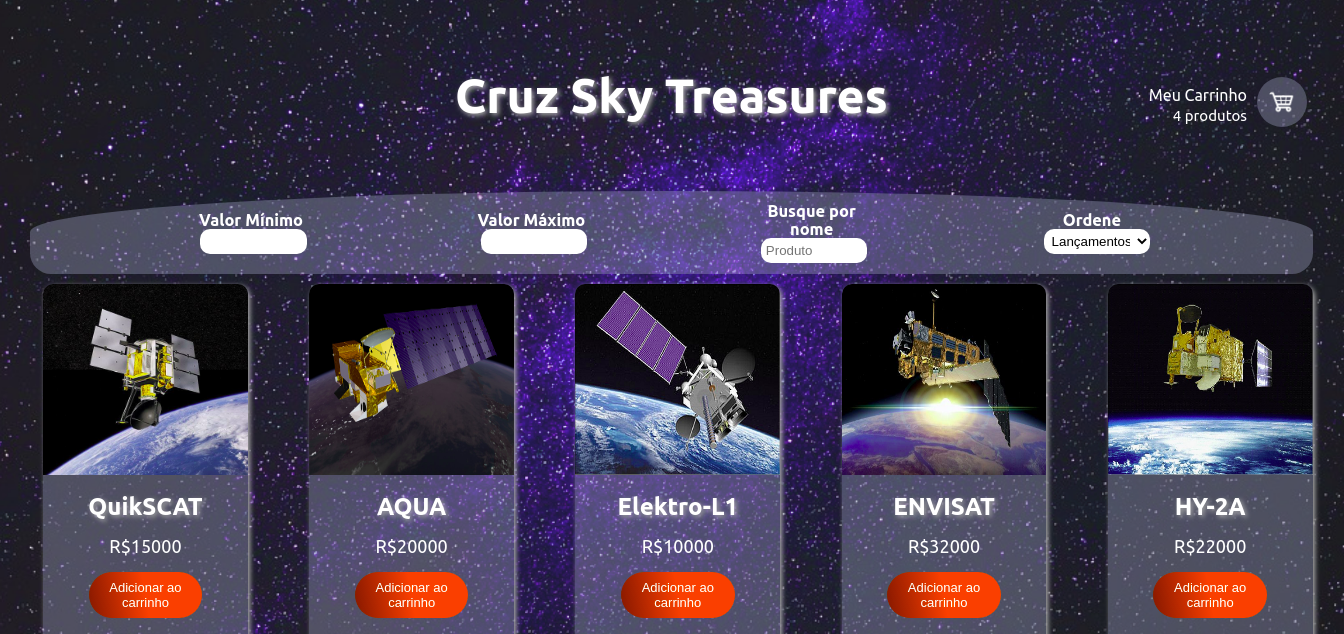 Cruz Sky Treasures
Meu Carrinho
4 produtos
Valor Mínimo
Valor Máximo
Busque por
nome
Produto
Ordene
Lançamentos
QuikSCAT
R$15000
Adicionar ao
carrinho
AQUA
R$20000
Adicionar ao
carrinho
Elektro-L1
R$10000
Adicionar ao
carrinho
ENVISAT
R$32000
Adicionar ao
carrinho
HY-2A
R$22000
Adicionar ao
carrinho